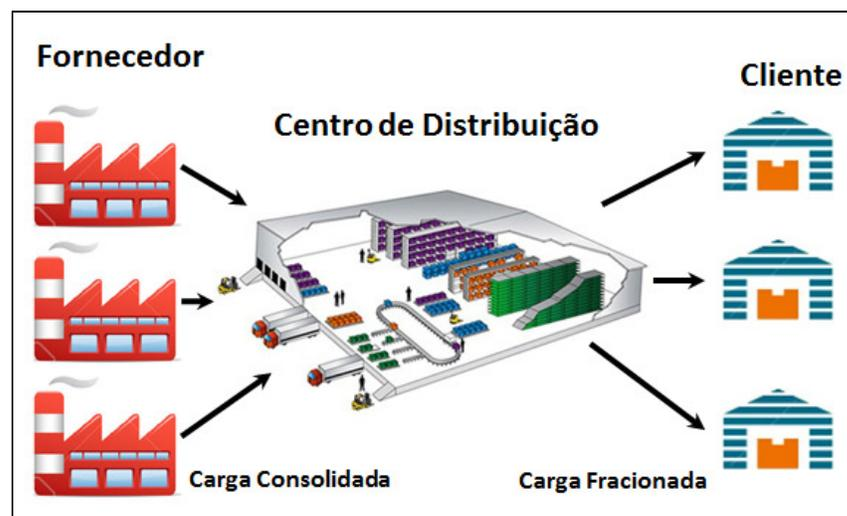 Fornecedor
Cliente
Centro de Distribuição
Carga Consolidada
Carga Fracionada